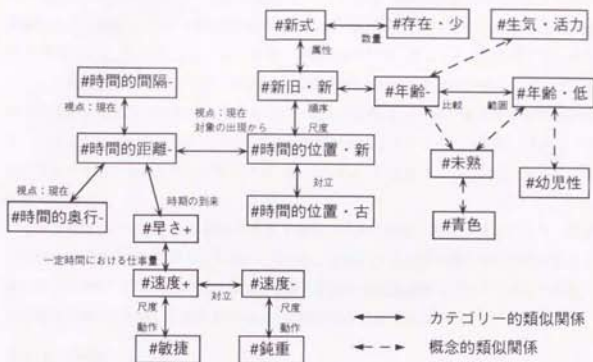 #新式
#存在・少
#生気・活力
数量
属性
#時間的間隔-
#新旧・新
#年齢-
#年齢・低
視点：現在
順序
比較
範囲
視点：現在
対象の出現から
尺度
#時間的距離-
#時間的位置・新
#未熟
#幼児性
視点：現在
時期の到来
対立
#時間的奥行-
#早さ+
#時間的位置・古
#青色
一定時間における仕事量
#速度+
#速度-
対立
尺度
尺度
カテゴリー的類似関係
動作
動作
#敏捷
#鈍重
概念的類似関係